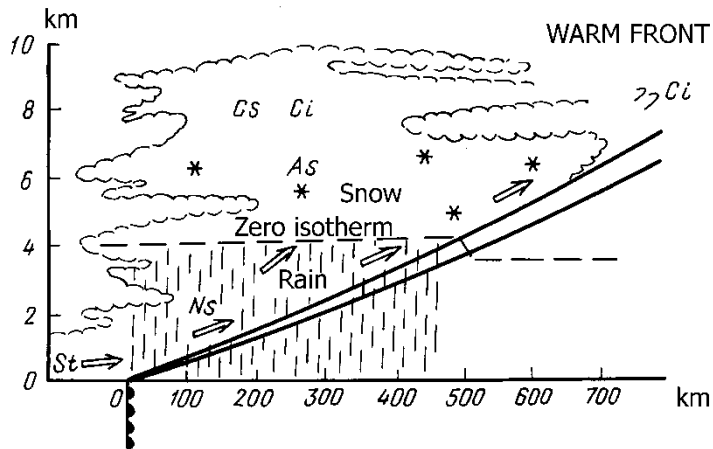 km
WARM FRONT
10
8
6
4
2
0
Cs Ci
Ci
As
Snow
Zero isotherm
Rain
Ns
St
0 100 200 300 400 500 600 700 km